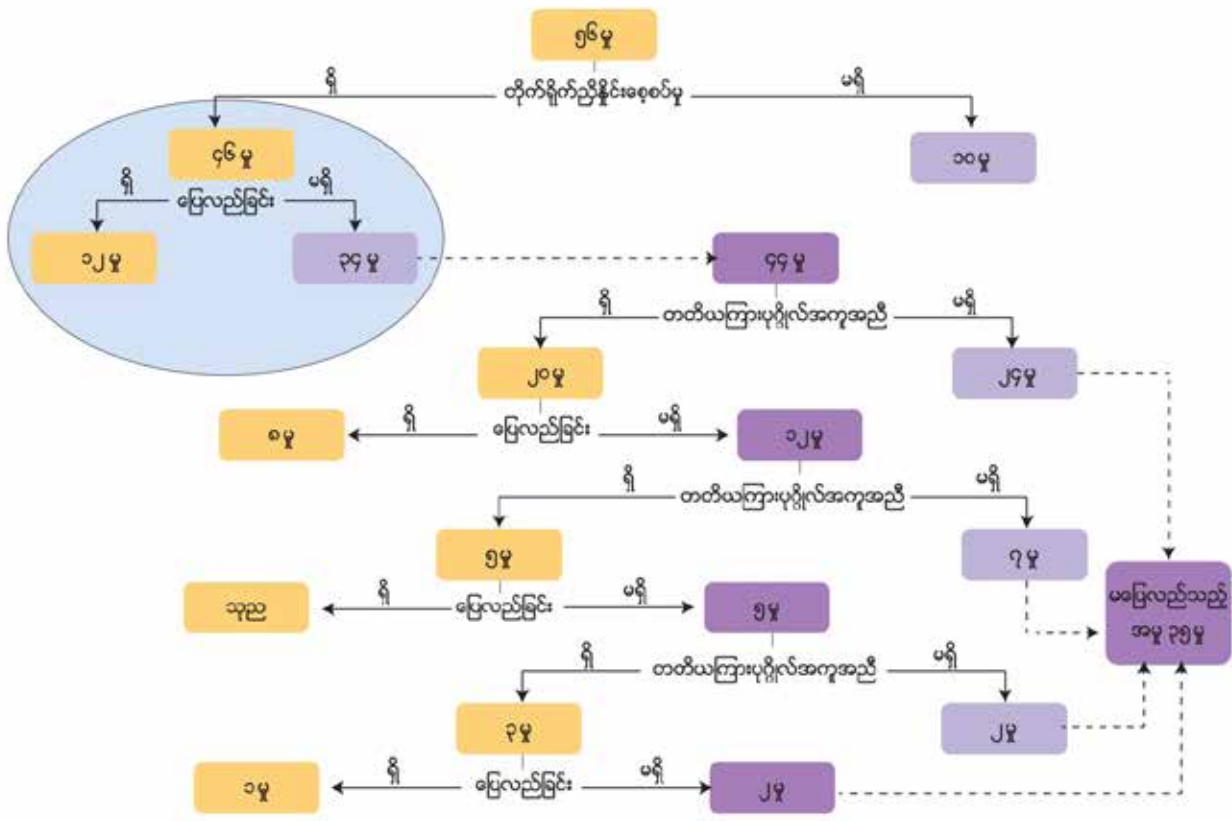 ၅၆ မှု
ရှိ
တိုက်ရိုက်ညှိနှိုင်းစေ့စပ်မှု
မရှိ
၄၆ မှု
၁၀ မှု
ရှိ
ပြေလည်ခြင်း
မရှိ
၁၂ မှု
၃၄ မှု
၄၄ မှု
ရှိ
တတိယကြားပုဂ္ဂိုလ်အကူအညီ
မရှိ
၂၀ မှု
၂၄ မှု
၈ မှု
ရှိ
ပြေလည်ခြင်း
မရှိ
၁၂ မှု
ရှိ
တတိယကြားပုဂ္ဂိုလ်အကူအညီ
မရှိ
၅ မှု
၇ မှု
သုည
ရှိ
ပြေလည်ခြင်း
မရှိ
၅ မှု
မပြေလည်သည့်
အမှု ၃၅ မှု
ရှိ
တတိယကြားပုဂ္ဂိုလ်အကူအညီ
မရှိ
၃ မှု
၂ မှု
၁ မှု
ရှိ
ပြေလည်ခြင်း
မရှိ
၂ မှု